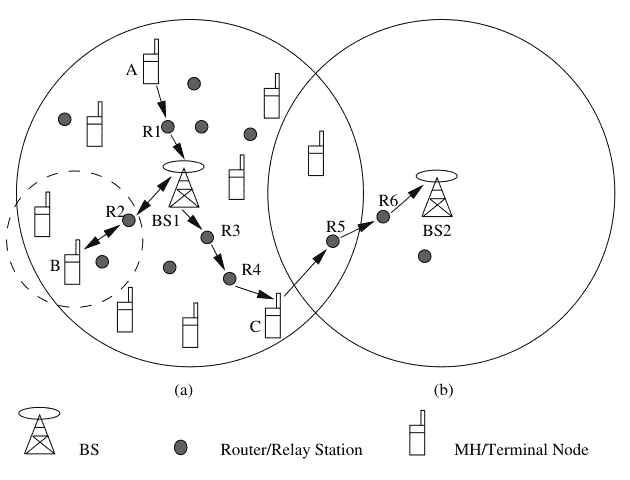 A
R1
R2
BS1
B
R3
R4
C
R5
R6
BS2
(a)
(b)
BS
Router/Relay Station
MH/Terminal Node